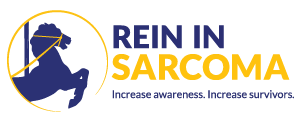 REIN IN
SARCOMA
Increase awareness. Increase survivors.